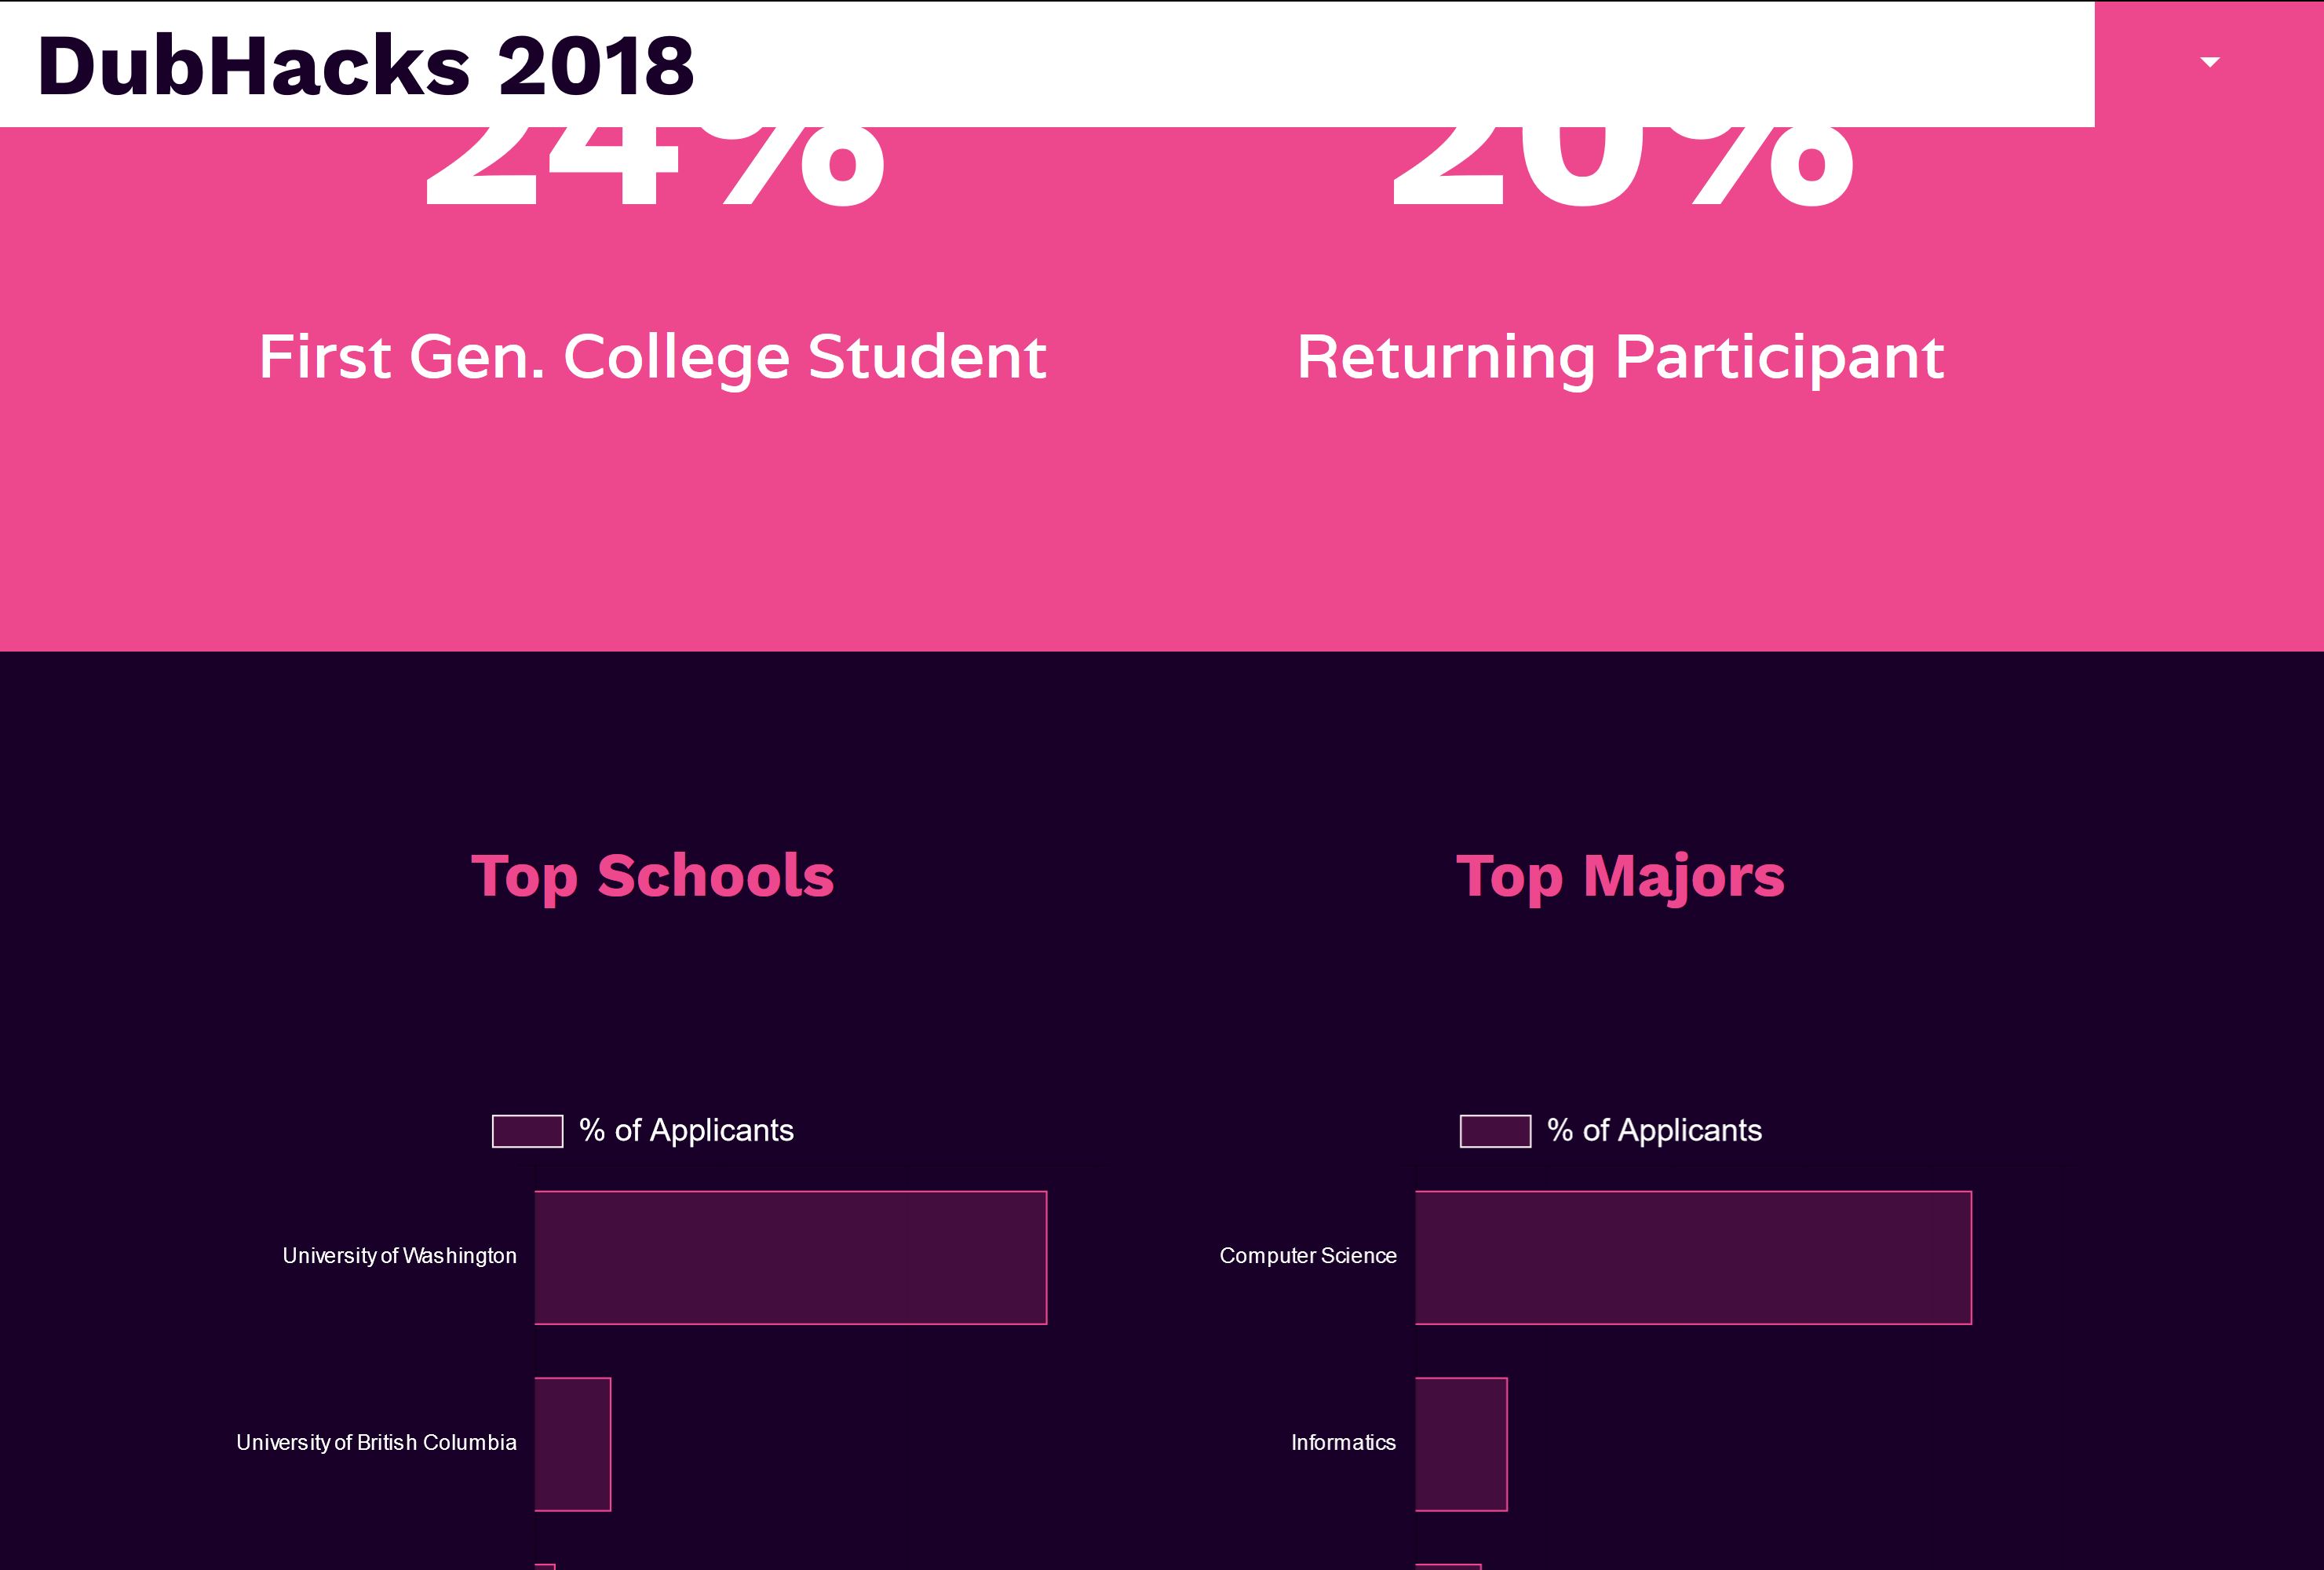 DubHacks 2018
24%
20%
First Gen. College Student
Returning Participant
Top Schools
Top Majors
% of Applicants
% of Applicants
University of Washington
Computer Science
University of British Columbia
Informatics